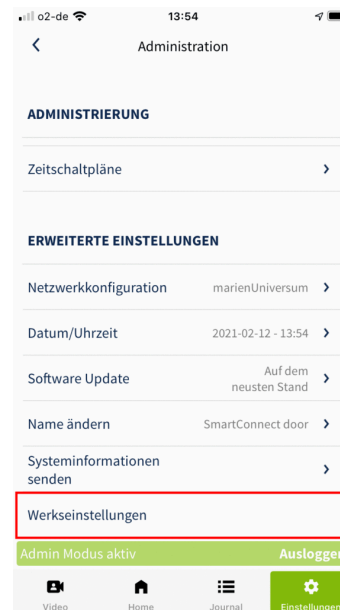 o2-de 13:54
Administration
ADMINISTRIERUNG
Zeitschaltpläne
ERWEITERTE EINSTELLUNGEN
Netzwerkkonfiguration marienUniversum
Datum/Uhrzeit 2021-02-12 - 13:54
Software Update Auf dem
neusten Stand
Name ändern SmartConnect door
Systeminformationen
senden
Werkseinstellungen
Admin Modus aktiv Ausloggen
Video Home Journal Einstellungen